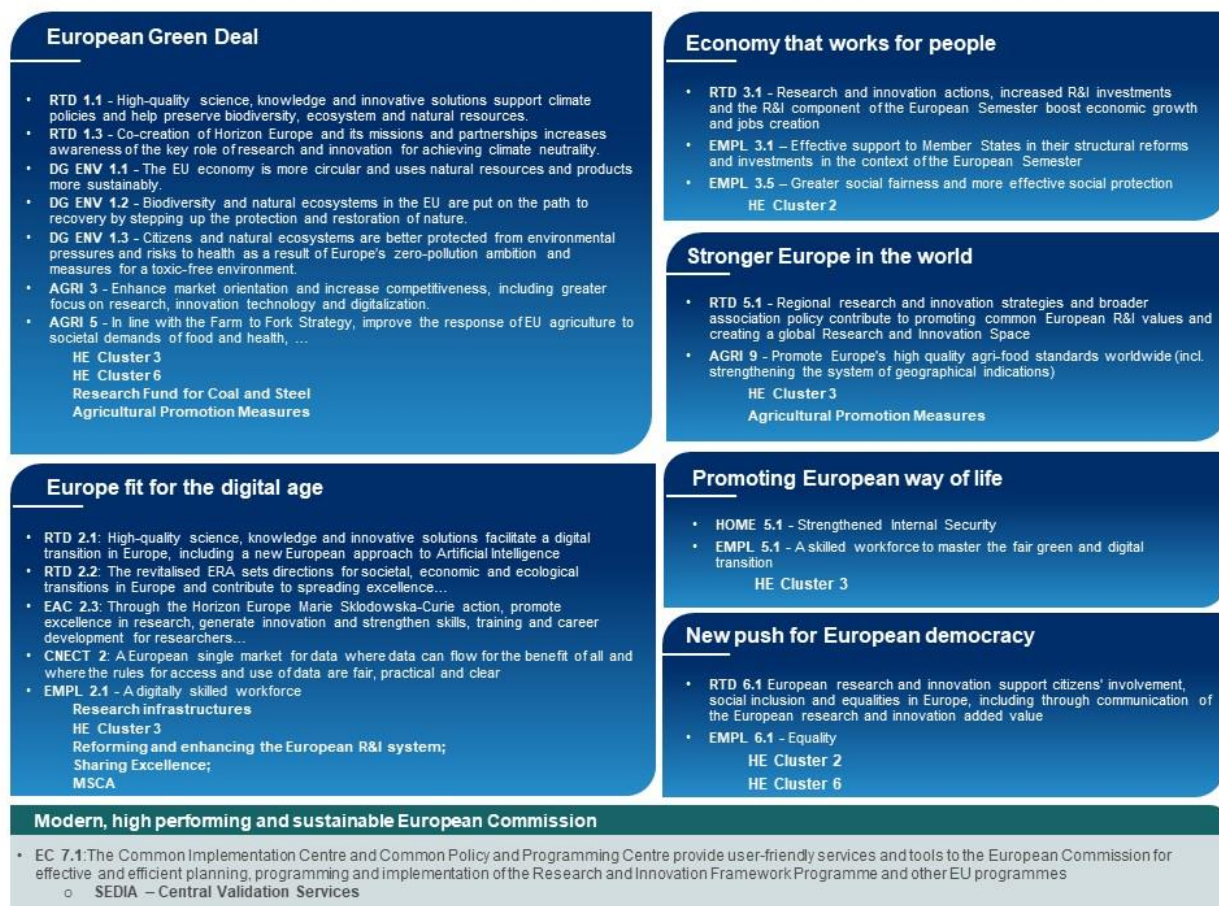 European Green Deal
• RTD 1.1 - High-quality science, knowledge and innovative solutions support climate
policies and help preserve biodiversity, ecosystem and natural resources.
• RTD 1.3 - Co-creation of Horizon Europe and its missions and partnerships increases
awareness of the key role of research and innovation for achieving climate neutrality.
• DG ENV 1.1 - The EU economy is more circular and uses natural resources and products
more sustainably.
• DG ENV 1.2 - Biodiversity and natural ecosystems in the EU are put on the path to
recovery by stepping up the protection and restoration of nature.
• DG ENV 1.3 - Citizens and natural ecosystems are better protected from environmental
pressures and risks to health as a result of Europe's zero-pollution ambition and
measures for a toxic-free environment.
• AGRI 3 - Enhance market orientation and increase competitiveness, including greater
focus on research, innovation technology and digitalization.
• AGRI 5 - In line with the Farm to Fork Strategy, improve the response of EU agriculture to
societal demands of food and health, …
HE Cluster 3
HE Cluster 6
Research Fund for Coal and Steel
Agricultural Promotion Measures
Europe fit for the digital age
• RTD 2.1: High-quality science, knowledge and innovative solutions facilitate a digital
transition in Europe, including a new European approach to Artificial Intelligence
• RTD 2.2: The revitalised ERA sets directions for societal, economic and ecological
transitions in Europe and contribute to spreading excellence…
• EAC 2.3: Through the Horizon Europe Marie Sklodowska-Curie action, promote
excellence in research, generate innovation and strengthen skills, training and career
development for researchers…
• CNECT 2: A European single market for data where data can flow for the benefit of all and
where the rules for access and use of data are fair, practical and clear
• EMPL 2.1 - A digitally skilled workforce
Research infrastructures
HE Cluster 3
Reforming and enhancing the European R&I system;
Sharing Excellence;
MSCA
Economy that works for people
• RTD 3.1 - Research and innovation actions, increased R&I investments
and the R&I component of the European Semester boost economic growth
and jobs creation
• EMPL 3.1 – Effective support to Member States in their structural reforms
and investments in the context of the European Semester
• EMPL 3.5 – Greater social fairness and more effective social protection
HE Cluster 2
Stronger Europe in the world
• RTD 5.1 - Regional research and innovation strategies and broader
association policy contribute to promoting common European R&I values and
creating a global Research and Innovation Space
• AGRI 9 - Promote Europe's high quality agri-food standards worldwide (incl.
strengthening the system of geographical indications)
HE Cluster 3
Agricultural Promotion Measures
Promoting European way of life
• HOME 5.1 - Strengthened Internal Security
• EMPL 5.1 - A skilled workforce to master the fair green and digital
transition
HE Cluster 3
New push for European democracy
• RTD 6.1 European research and innovation support citizens' involvement,
social inclusion and equalities in Europe, including through communication of
the European research and innovation added value
• EMPL 6.1 - Equality
HE Cluster 2
HE Cluster 6
Modern, high performing and sustainable European Commission
• EC 7.1:The Common Implementation Centre and Common Policy and Programming Centre provide user-friendly services and tools to the European Commission for
effective and efficient planning, programming and implementation of the Research and Innovation Framework Programme and other EU programmes
o SEDIA – Central Validation Services